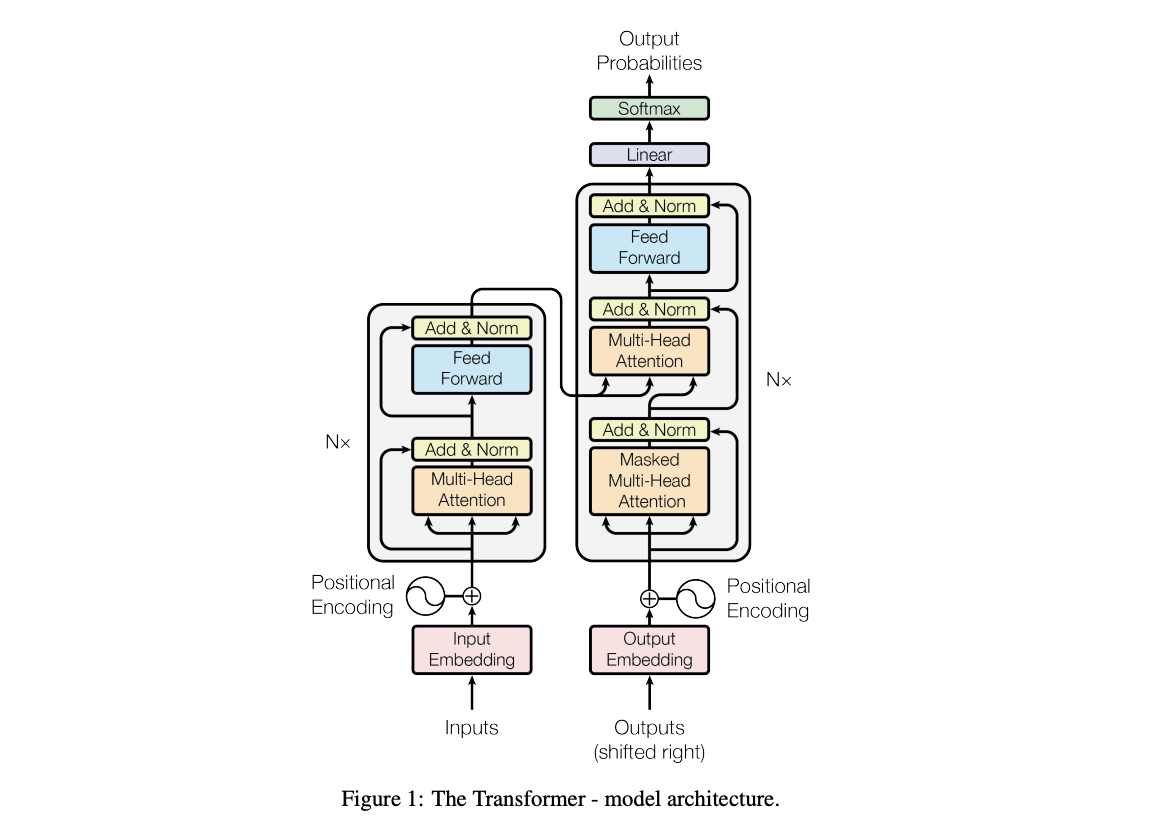 Output
Probabilities
Softmax
Linear
Add & Norm
Feed
Forward
Add & Norm
Multi-Head
Attention
N×
Add & Norm
Masked
Multi-Head
Attention
Add & Norm
Feed
Forward
N×
Add & Norm
Multi-Head
Attention
Positional
Encoding
Positional
Encoding
Input
Embedding
Output
Embedding
Inputs
Outputs
(shifted right)
Figure 1: The Transformer - model architecture.